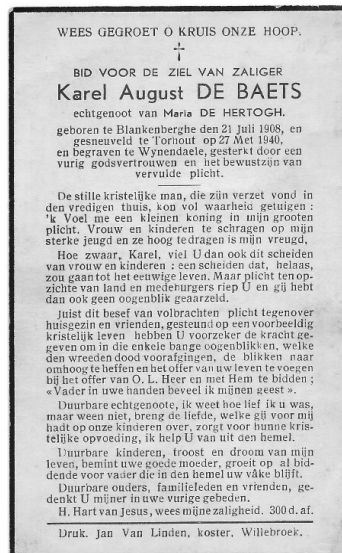 WEES GEGROET O KRUIS ONZE HOOP.
BID VOOR DE ZIEL VAN ZALIGER
Karel August DE BAETS
echtgenoot van Maria DE HERTOGH.
geboren te Blankenberghe den 21 Juli 1908, en
gesneuveld te Torhout op 27 Mei 1940,
en begraven te Wynendaele, gesterkt door een
vurig godsvertrouwen en het bewustzijn van
vervulde plicht.
De stille kristelijke man, die zijn verzet vond in
den vredigen thuis, kon vol waarheid getuigen :
'k Voel me een kleinen koning in mijn grooten
plicht. Vrouw en kinderen te schragen op mijn
sterke jeugd en ze hoog te dragen is mijn vreugd,
Hoe zwaar, Karel, viel U dan ook dit scheiden
van vrouw en kinderen : een scheiden dat, helaas,
zou gaan tot het eeuwige leven. Maar plicht ten op-
zichte van land en medeburgers riep U en gij hebt
dan ook geen oogenblik geaarzeld.
Juist dit besef van volbrachten plicht tegenover
huisgezin en vrienden, gesteund op een voorbeeldig
kristelijk leven hebben U voorzeker de kracht gege-
ven om in die enkele bange oogenblikken, welke
den wreeden dood voorafgingen, de blikken naar
omhoog te heffen en het offer van uw leven te voegen
bij het offer van O. L. Heer en met Hem te bidden ;
«Vader in uwe handen beveel ik mijnen geest».
Duurbare echtgenoote, ik weet hoe lief ik u was,
maar ween niet, breng de liefde, welke gij voor mij
hadt op onze kinderen over, zorgt voor hunne kris-
telijke opvoeding, ik help U van uit den hemel.
Duurbare kinderen, troost en droom van mijn
leven, bemint uwe goede moeder, groeit op al bid-
dende voor vader die in den hemel uw vâke blijft.
Duurbare ouders, familieleden en vrienden, ge-
denkt U mijner in uwe vurige gebeden.
H. Hart van Jesus, wees mijne zaligheid. 300 d. af.
Druk. Jan Van Linden, koster, Willebroek.